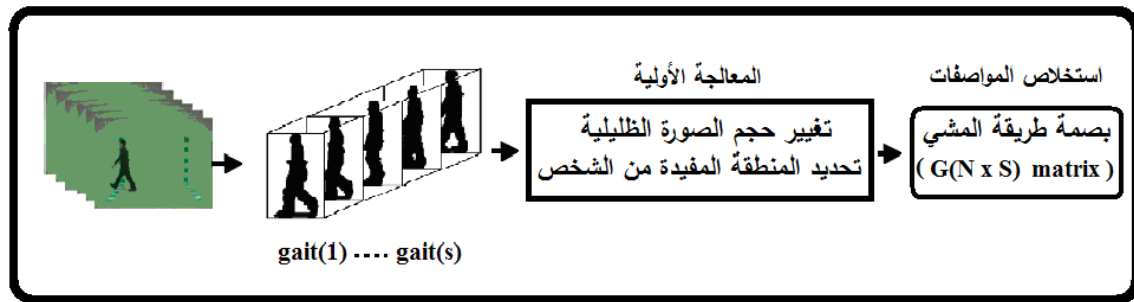 المعالجة الأولية
استخلاص المواصفات
تغيير حجم الصورة الظليلية
تحديد المنطقة المفيدة من الشخص
بصمة طريقة المشي
( G(N x S) matrix )
gait(1) ···· gait(s)